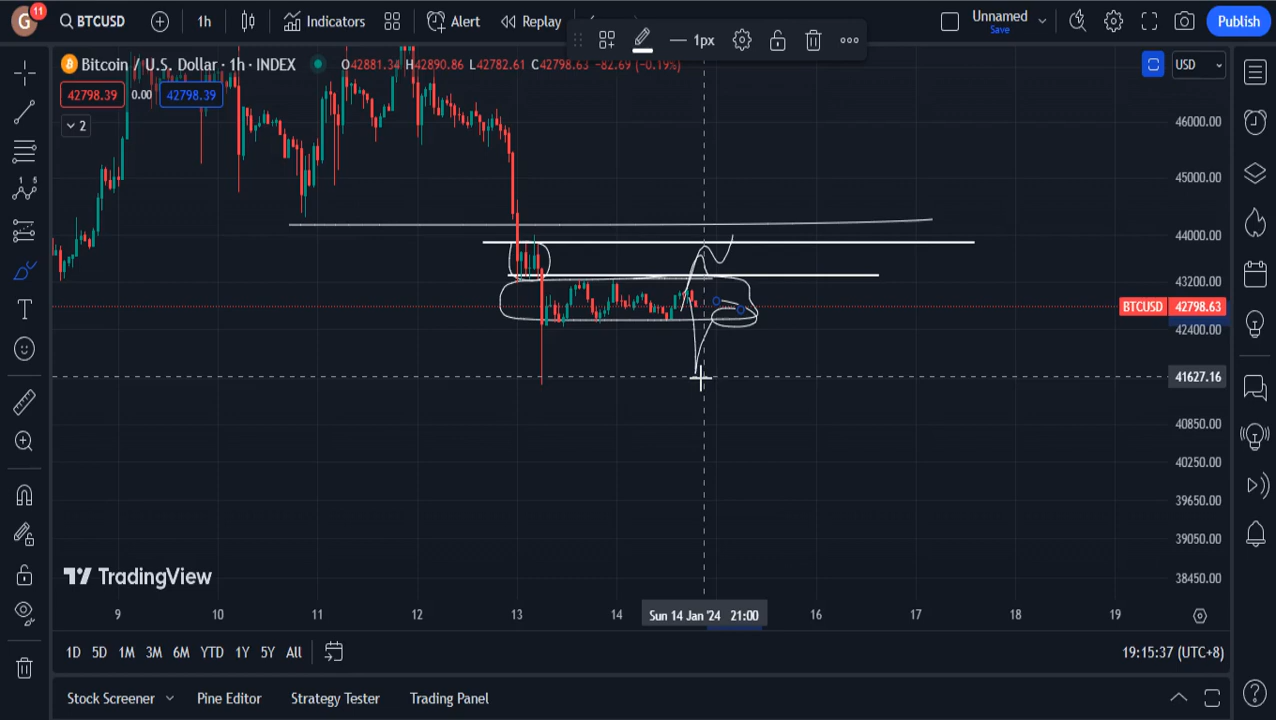 G 11 BTCUSD 1h Indicators Alert Replay 1px Unnamed Save Publish
Bitcoin / U.S. Dollar · 1h · INDEX O42881.34 H42890.86 L42782.61 C42798.63 −82.69 (−0.19%) USD
42798.39 0.00 42798.39
2
46000.00
45000.00
44000.00
43200.00
BTCUSD 42798.63
42400.00
41627.16
40850.00
40250.00
39650.00
39050.00
38450.00
TradingView
9 10 11 12 13 14 Sun 14 Jan '24 21:00 16 17 18 19
1D 5D 1M 3M 6M YTD 1Y 5Y All 19:15:37 (UTC+8)
Stock Screener Pine Editor Strategy Tester Trading Panel